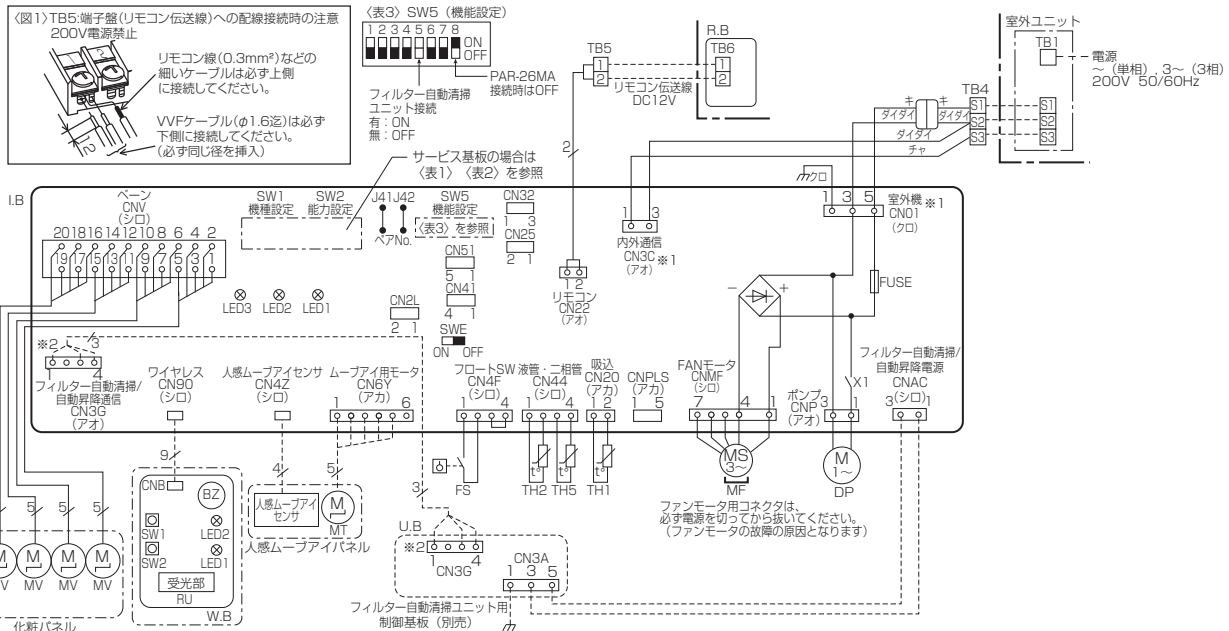 〈図1〉TB5:端子盤(リモコン伝送線)への配線接続時の注意
200V電源禁止
リモコン線(0.3mm²)などの
細いケーブルは必ず上側
に接続してください。
VVFケーブル(φ1.6迄)は必ず
下側に接続してください。
(必ず同じ径を挿入)
12
〈表3〉SW5(機能設定)
1 2 3 4 5 6 7 8
ON
OFF
PAR-26MA
接続時はOFF
フィルター自動清掃
ユニット接続
有:ON
無:OFF
サービス基板の場合は
〈表1〉〈表2〉を参照
TB5
1
2
リモコン伝送線
DC12V
R.B
TB6
1
2
2
室外ユニット
TB1
電源
~(単相), 3~(3相)
200V 50/60Hz
TB4
S1
S2
S3
S1
S2
S3
キ キ
ダイダイ ダイダイ
ダイダイ
チャ
クロ
I.B
ベーン
CNV
(シロ)
20 18 16 14 12 10 8 6 4 2
19 17 15 13 11 9 7 5 3 1
SW1
機種設定
SW2
能力設定
J41 J42
ペアNo.
SW5
機能設定
〈表3〉を参照
CN32
1 3
CN25
2 1
CN51
5 1
CN41
4 1
SWE
ON OFF
CN2L
2 1
LED3 LED2 LED1
1 2
リモコン
CN22
(アオ)
1 3
内外通信
CN3C ※1
(アオ)
1 3 5
室外機 ※1
CN01
(クロ)
FUSE
− +
X1
※2
3
1 4
フィルター自動清掃/
自動昇降通信
CN3G
(アオ)
ワイヤレス
CN90
(シロ)
人感ムーブアイセンサ
CN4Z
(シロ)
ムーブアイ用モータ
CN6Y
(アカ)
1 6
フロートSW
CN4F
(シロ)
1 4
液管・二相管
CN44
(シロ)
1 4
吸込
CN20
(アカ)
1 2
CNPLS
(アカ)
1 5
FANモータ
CNMF
(シロ)
7 4 1
ポンプ
CNP
(アオ)
3 1
フィルター自動清掃/
自動昇降電源
CNAC
(シロ)
3 1
9
4
5
3
FS
t°
t°
t°
TH2 TH5 TH1
MS
3~
MF
M
1~
DP
ファンモータ用コネクタは、
必ず電源を切ってから抜いてください。
(ファンモータの故障の原因となります)
CNB
BZ
SW1
SW2
LED2
LED1
受光部
RU
W.B
人感ムーブアイ
センサ
M
MT
人感ムーブアイパネル
U.B
※2
1 4
CN3G
CN3A
1 3 5
フィルター自動清掃ユニット用
制御基板(別売)
5 5 5
M M M M
MV MV MV
化粧パネル